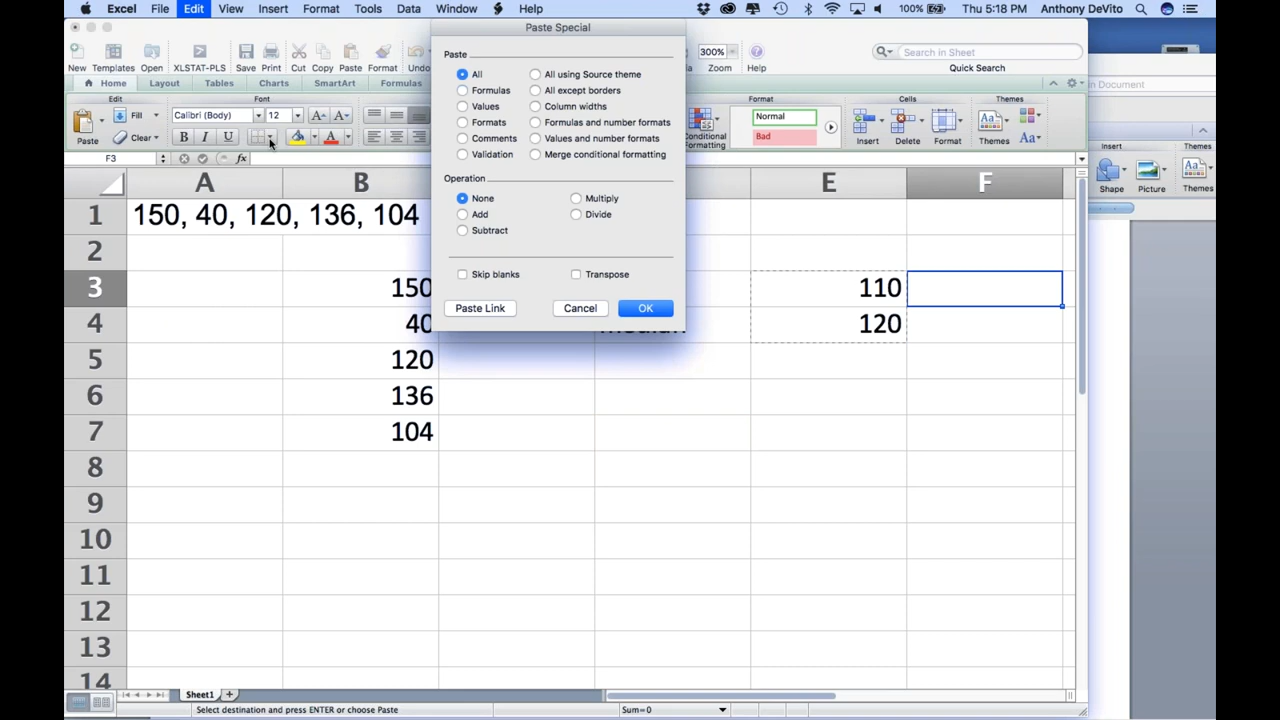 Excel File Edit View Insert Format Tools Data Window Help 100% Thu 5:18 PM Anthony DeVito
Paste Special
New Templates Open XLSTAT-PLS Save Print Cut Copy Paste Format Undo 300% Zoom Help Search in Sheet Quick Search
Home Layout Tables Charts SmartArt Formulas
Edit Font Format Cells Themes
Paste Fill Clear Calibri (Body) 12 B I U Conditional Formatting Normal Bad Insert Delete Format Themes Aa
F3 fx
Paste
All All using Source theme
Formulas All except borders
Values Column widths
Formats Formulas and number formats
Comments Values and number formats
Validation Merge conditional formatting
Operation
None Multiply
Add Divide
Subtract
Skip blanks Transpose
Paste Link Cancel OK
A B E F
1 150, 40, 120, 136, 104
2
3 150 110
4 40 median 120
5 120
6 136
7 104
8
9
10
11
12
13
14
Sheet1
Select destination and press ENTER or choose Paste Sum=0
in Document
Insert Themes
Shape Picture Themes